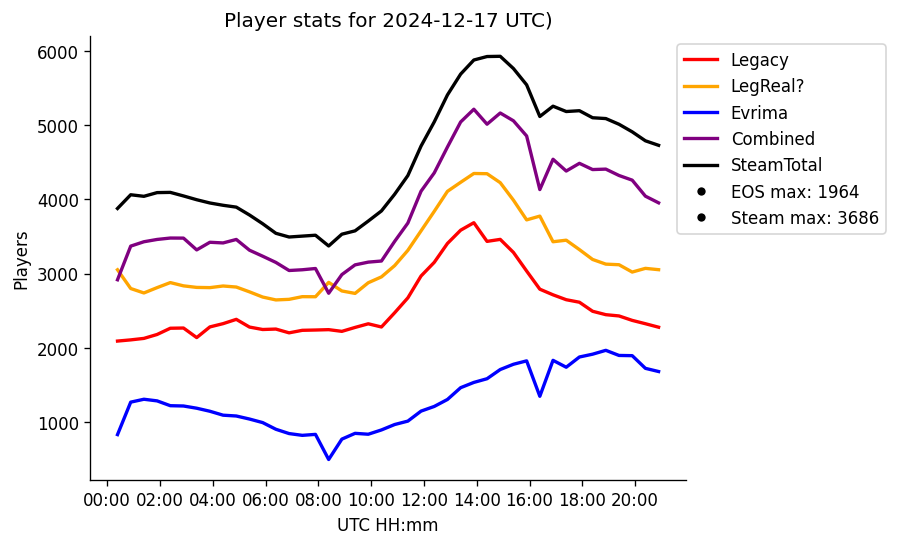 Player stats for 2024-12-17 UTC)
Legacy
LegReal?
Evrima
Combined
SteamTotal
EOS max: 1964
Steam max: 3686
Players
6000
5000
4000
3000
2000
1000
00:00 02:00 04:00 06:00 08:00 10:00 12:00 14:00 16:00 18:00 20:00
UTC HH:mm